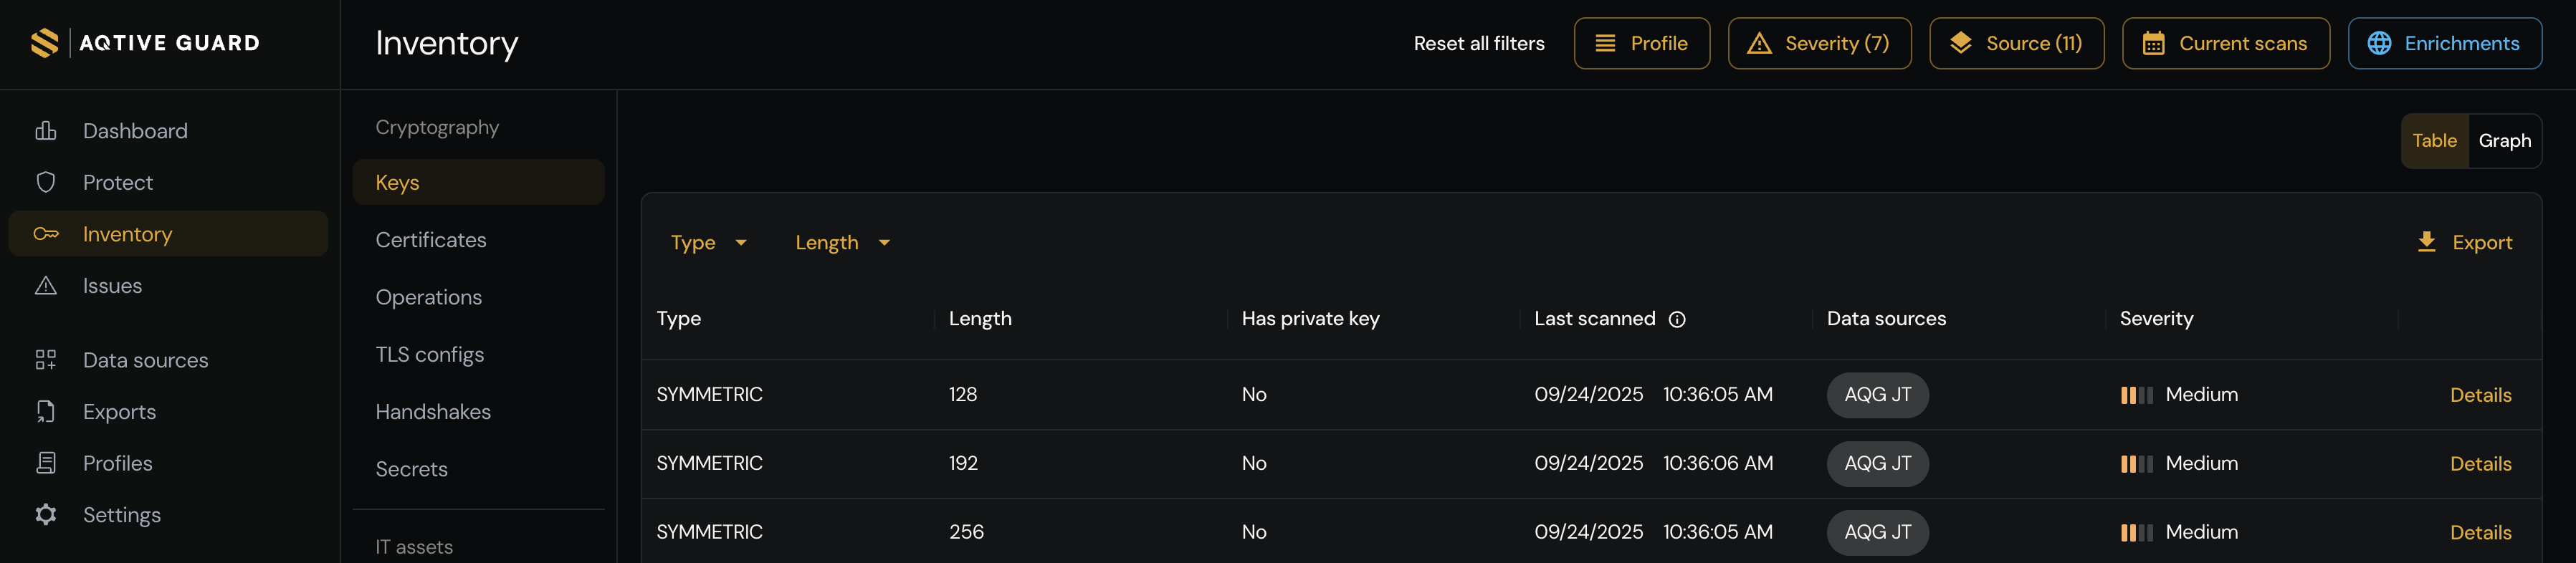 AQTIVE GUARD
Dashboard
Protect
Inventory
Issues
Data sources
Exports
Profiles
Settings
Inventory
Reset all filters
Profile
Severity (7)
Source (11)
Current scans
Enrichments
Cryptography
Keys
Certificates
Operations
TLS configs
Handshakes
Secrets
IT assets
Table Graph
Type Length Export
Type Length Has private key Last scanned Data sources Severity
SYMMETRIC 128 No 09/24/2025 10:36:05 AM AQG JT Medium Details
SYMMETRIC 192 No 09/24/2025 10:36:06 AM AQG JT Medium Details
SYMMETRIC 256 No 09/24/2025 10:36:05 AM AQG JT Medium Details